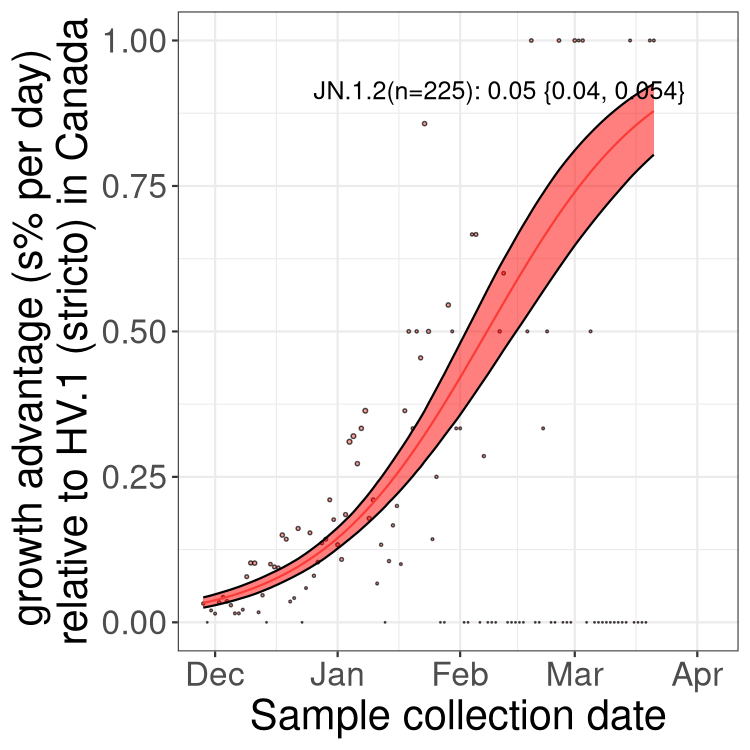 growth advantage (s% per day)
relative to HV.1 (stricto) in Canada
1.00
0.75
0.50
0.25
0.00
JN.1.2(n=225): 0.05 {0.04, 0.054}
Dec Jan Feb Mar Apr
Sample collection date